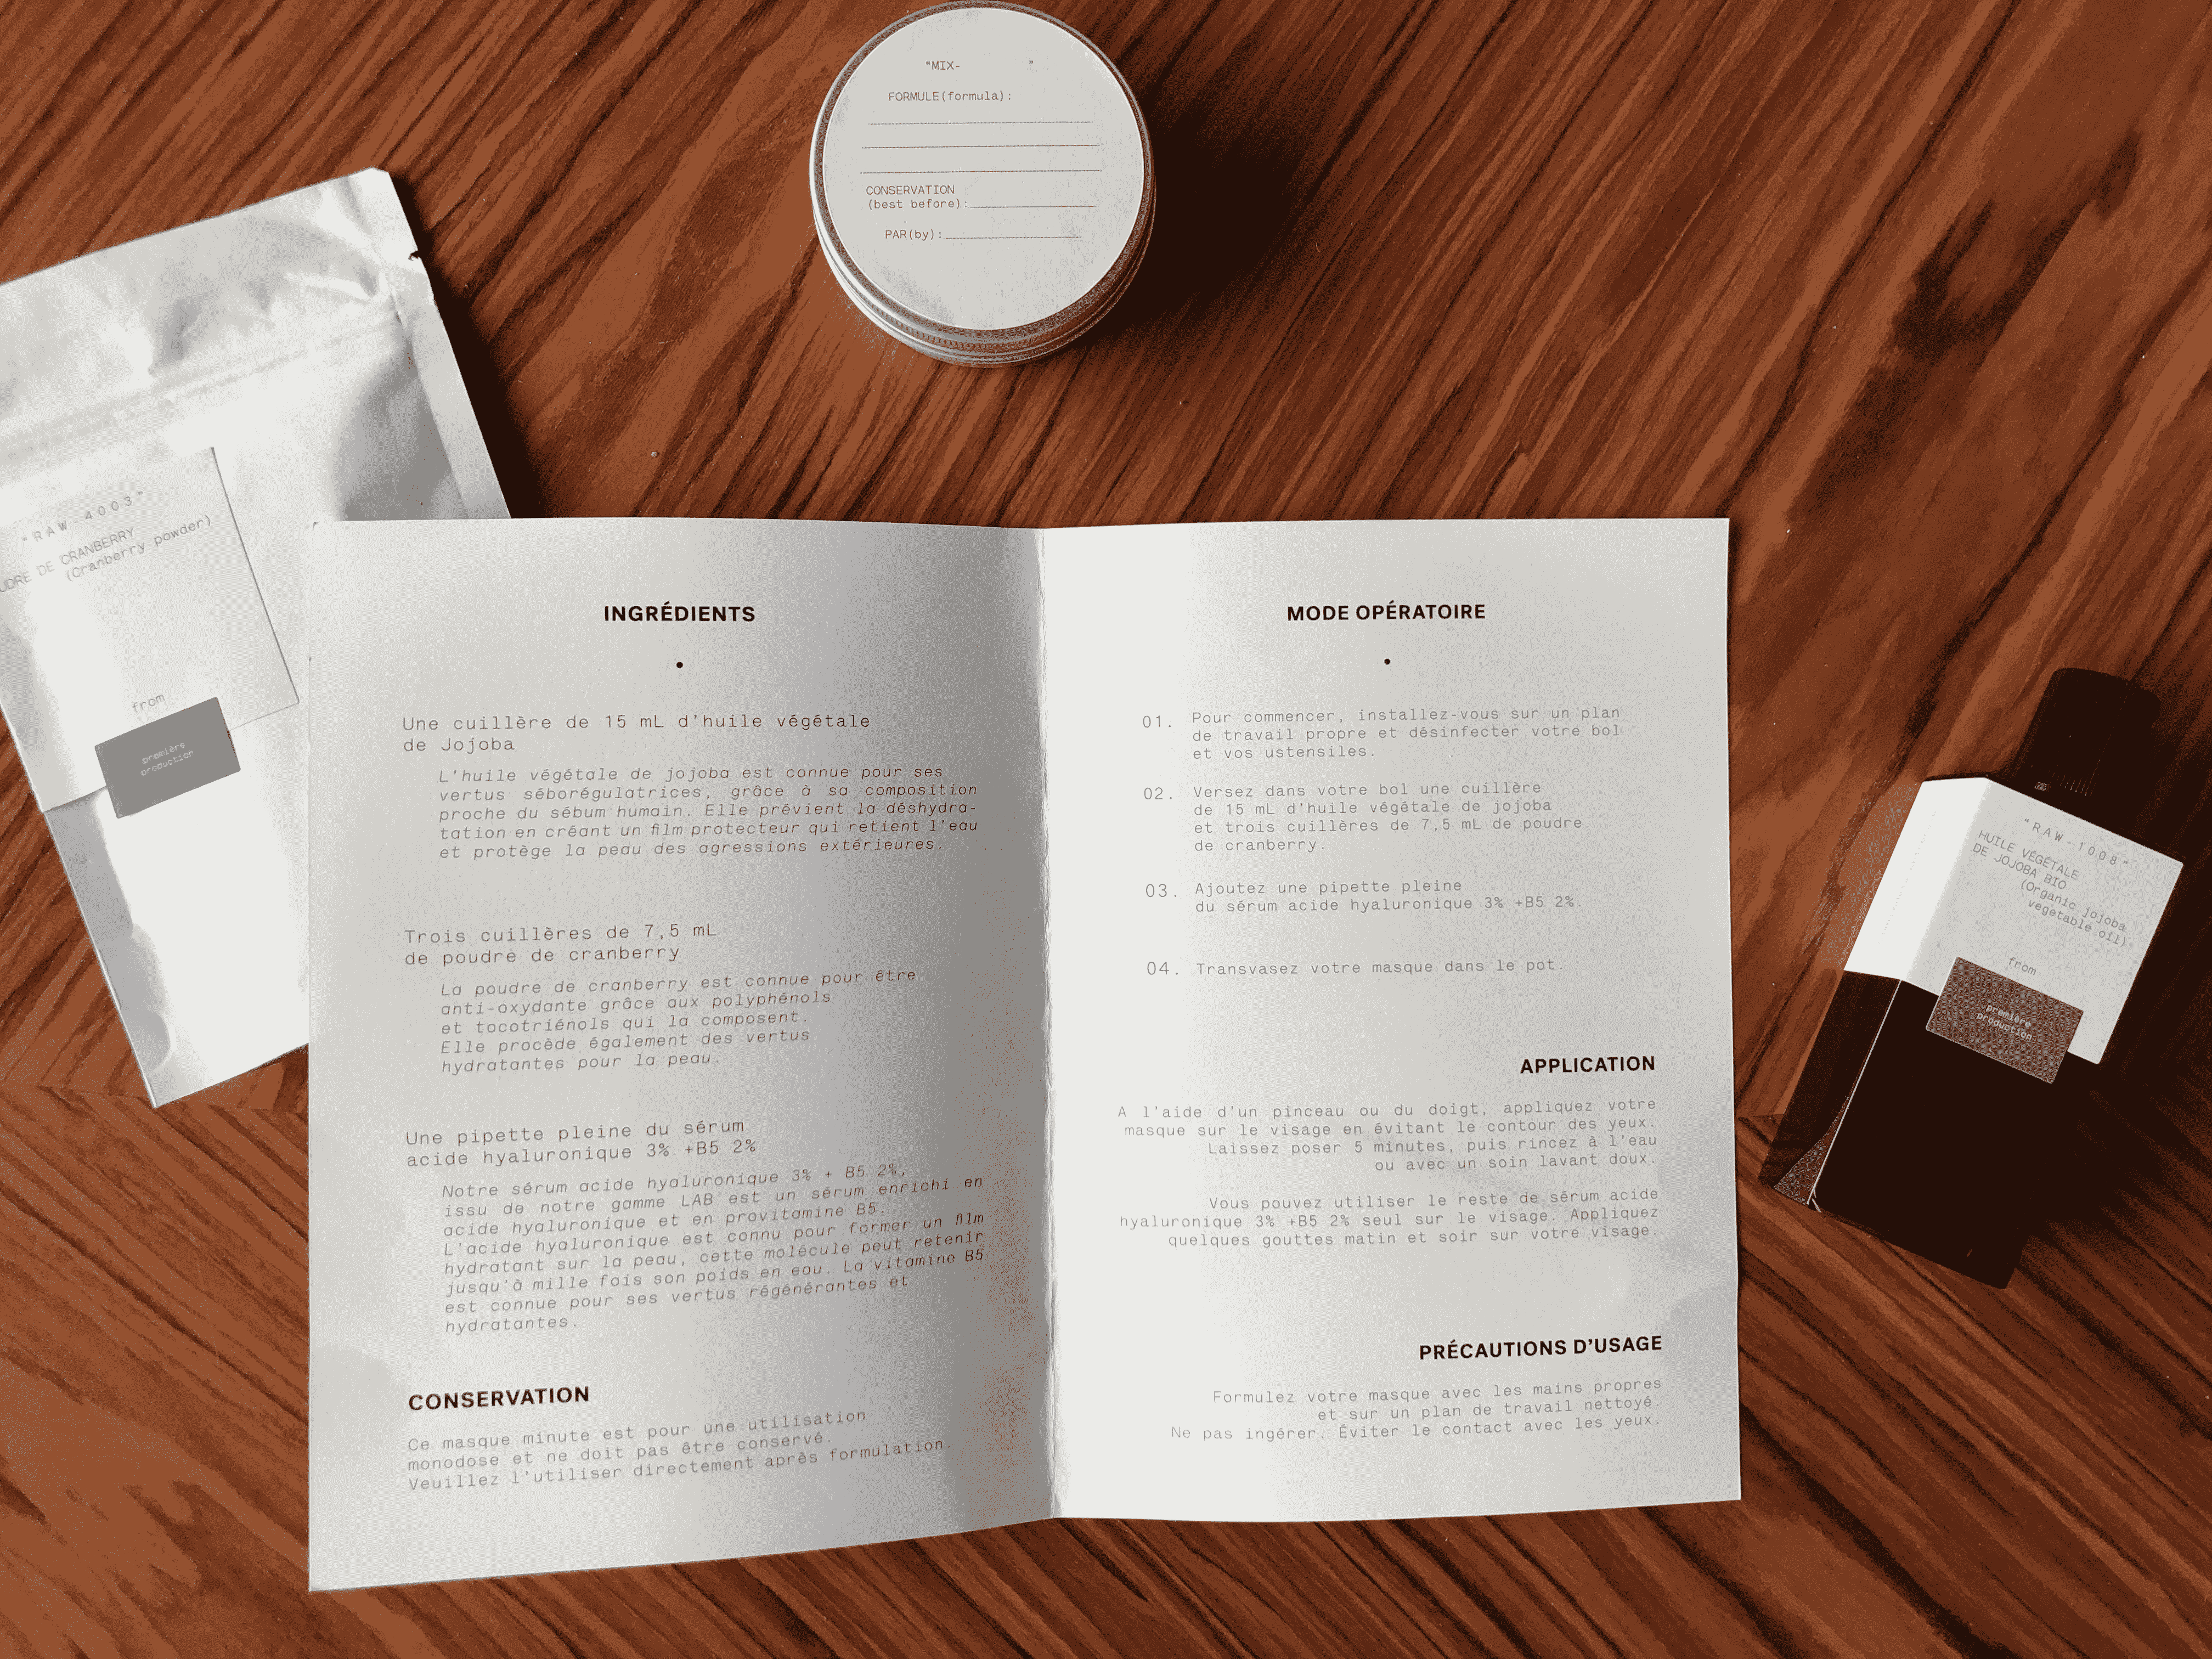 "MIX- "
FORMULE(formula):
CONSERVATION
(best before):
PAR(by):
"RAW-4003"
DE CRANBERRY
(Cranberry powder)
from
première
production
INGRÉDIENTS
•
Une cuillère de 15 mL d'huile végétale
de Jojoba
L'huile végétale de jojoba est connue pour ses
vertus séborégulatrices, grâce à sa composition
proche du sébum humain. Elle prévient la déshydra-
tation en créant un film protecteur qui retient l'eau
et protège la peau des agressions extérieures.
Trois cuillères de 7,5 mL
de poudre de cranberry
La poudre de cranberry est connue pour être
anti-oxydante grâce aux polyphénols
et tocotriénols qui la composent.
Elle procède également des vertus
hydratantes pour la peau.
Une pipette pleine du sérum
acide hyaluronique 3% +B5 2%
Notre sérum acide hyaluronique 3% + B5 2%,
issu de notre gamme LAB est un sérum enrichi en
acide hyaluronique et en provitamine B5.
L'acide hyaluronique est connu pour former un film
hydratant sur la peau, cette molécule peut retenir
jusqu'à mille fois son poids en eau. La vitamine B5
est connue pour ses vertus régénérantes et
hydratantes.
CONSERVATION
Ce masque minute est pour une utilisation
monodose et ne doit pas être conservé.
Veuillez l'utiliser directement après formulation.
MODE OPÉRATOIRE
•
01. Pour commencer, installez-vous sur un plan
de travail propre et désinfecter votre bol
et vos ustensiles.
02. Versez dans votre bol une cuillère
de 15 mL d'huile végétale de jojoba
et trois cuillères de 7,5 mL de poudre
de cranberry.
03. Ajoutez une pipette pleine
du sérum acide hyaluronique 3% +B5 2%.
04. Transvasez votre masque dans le pot.
APPLICATION
A l'aide d'un pinceau ou du doigt, appliquez votre
masque sur le visage en évitant le contour des yeux.
Laissez poser 5 minutes, puis rincez à l'eau
ou avec un soin lavant doux.
Vous pouvez utiliser le reste de sérum acide
hyaluronique 3% +B5 2% seul sur le visage. Appliquez
quelques gouttes matin et soir sur votre visage.
PRÉCAUTIONS D'USAGE
Formulez votre masque avec les mains propres
et sur un plan de travail nettoyé.
Ne pas ingérer. Éviter le contact avec les yeux.
"RAW-1008"
HUILE VÉGÉTALE
DE JOJOBA BIO
(Organic jojoba
vegetable oil)
from
première
production